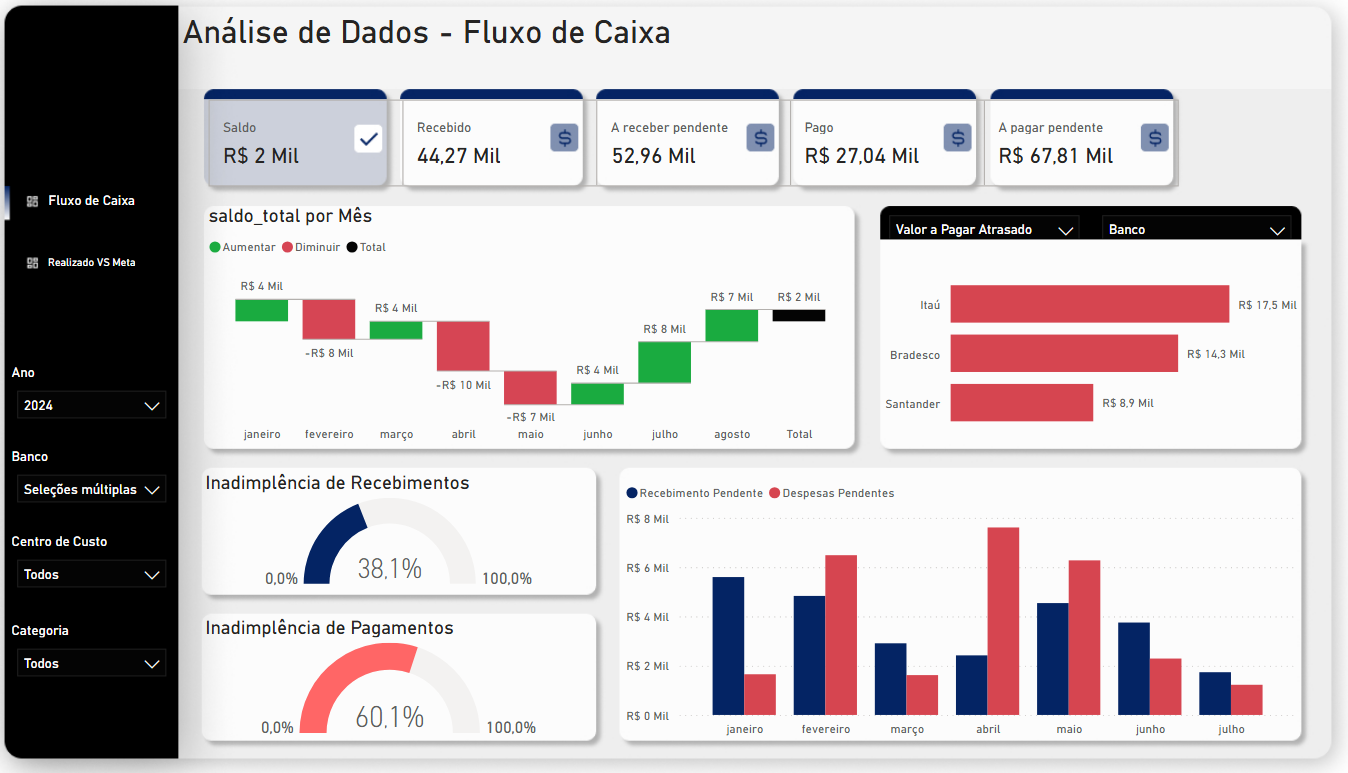 Análise de Dados - Fluxo de Caixa
Fluxo de Caixa
Realizado VS Meta
Ano
2024
Banco
Seleções múltiplas
Centro de Custo
Todos
Categoria
Todos
Saldo
R$ 2 Mil
Recebido
44,27 Mil
A receber pendente
52,96 Mil
Pago
R$ 27,04 Mil
A pagar pendente
R$ 67,81 Mil
saldo_total por Mês
Aumentar Diminuir Total
R$ 4 Mil
-R$ 8 Mil
R$ 4 Mil
-R$ 10 Mil
-R$ 7 Mil
R$ 4 Mil
R$ 8 Mil
R$ 7 Mil
R$ 2 Mil
janeiro fevereiro março abril maio junho julho agosto Total
Valor a Pagar Atrasado Banco
Itaú R$ 17,5 Mil
Bradesco R$ 14,3 Mil
Santander R$ 8,9 Mil
Inadimplência de Recebimentos
0,0% 38,1% 100,0%
Inadimplência de Pagamentos
0,0% 60,1% 100,0%
Recebimento Pendente Despesas Pendentes
R$ 8 Mil
R$ 6 Mil
R$ 4 Mil
R$ 2 Mil
R$ 0 Mil
janeiro fevereiro março abril maio junho julho